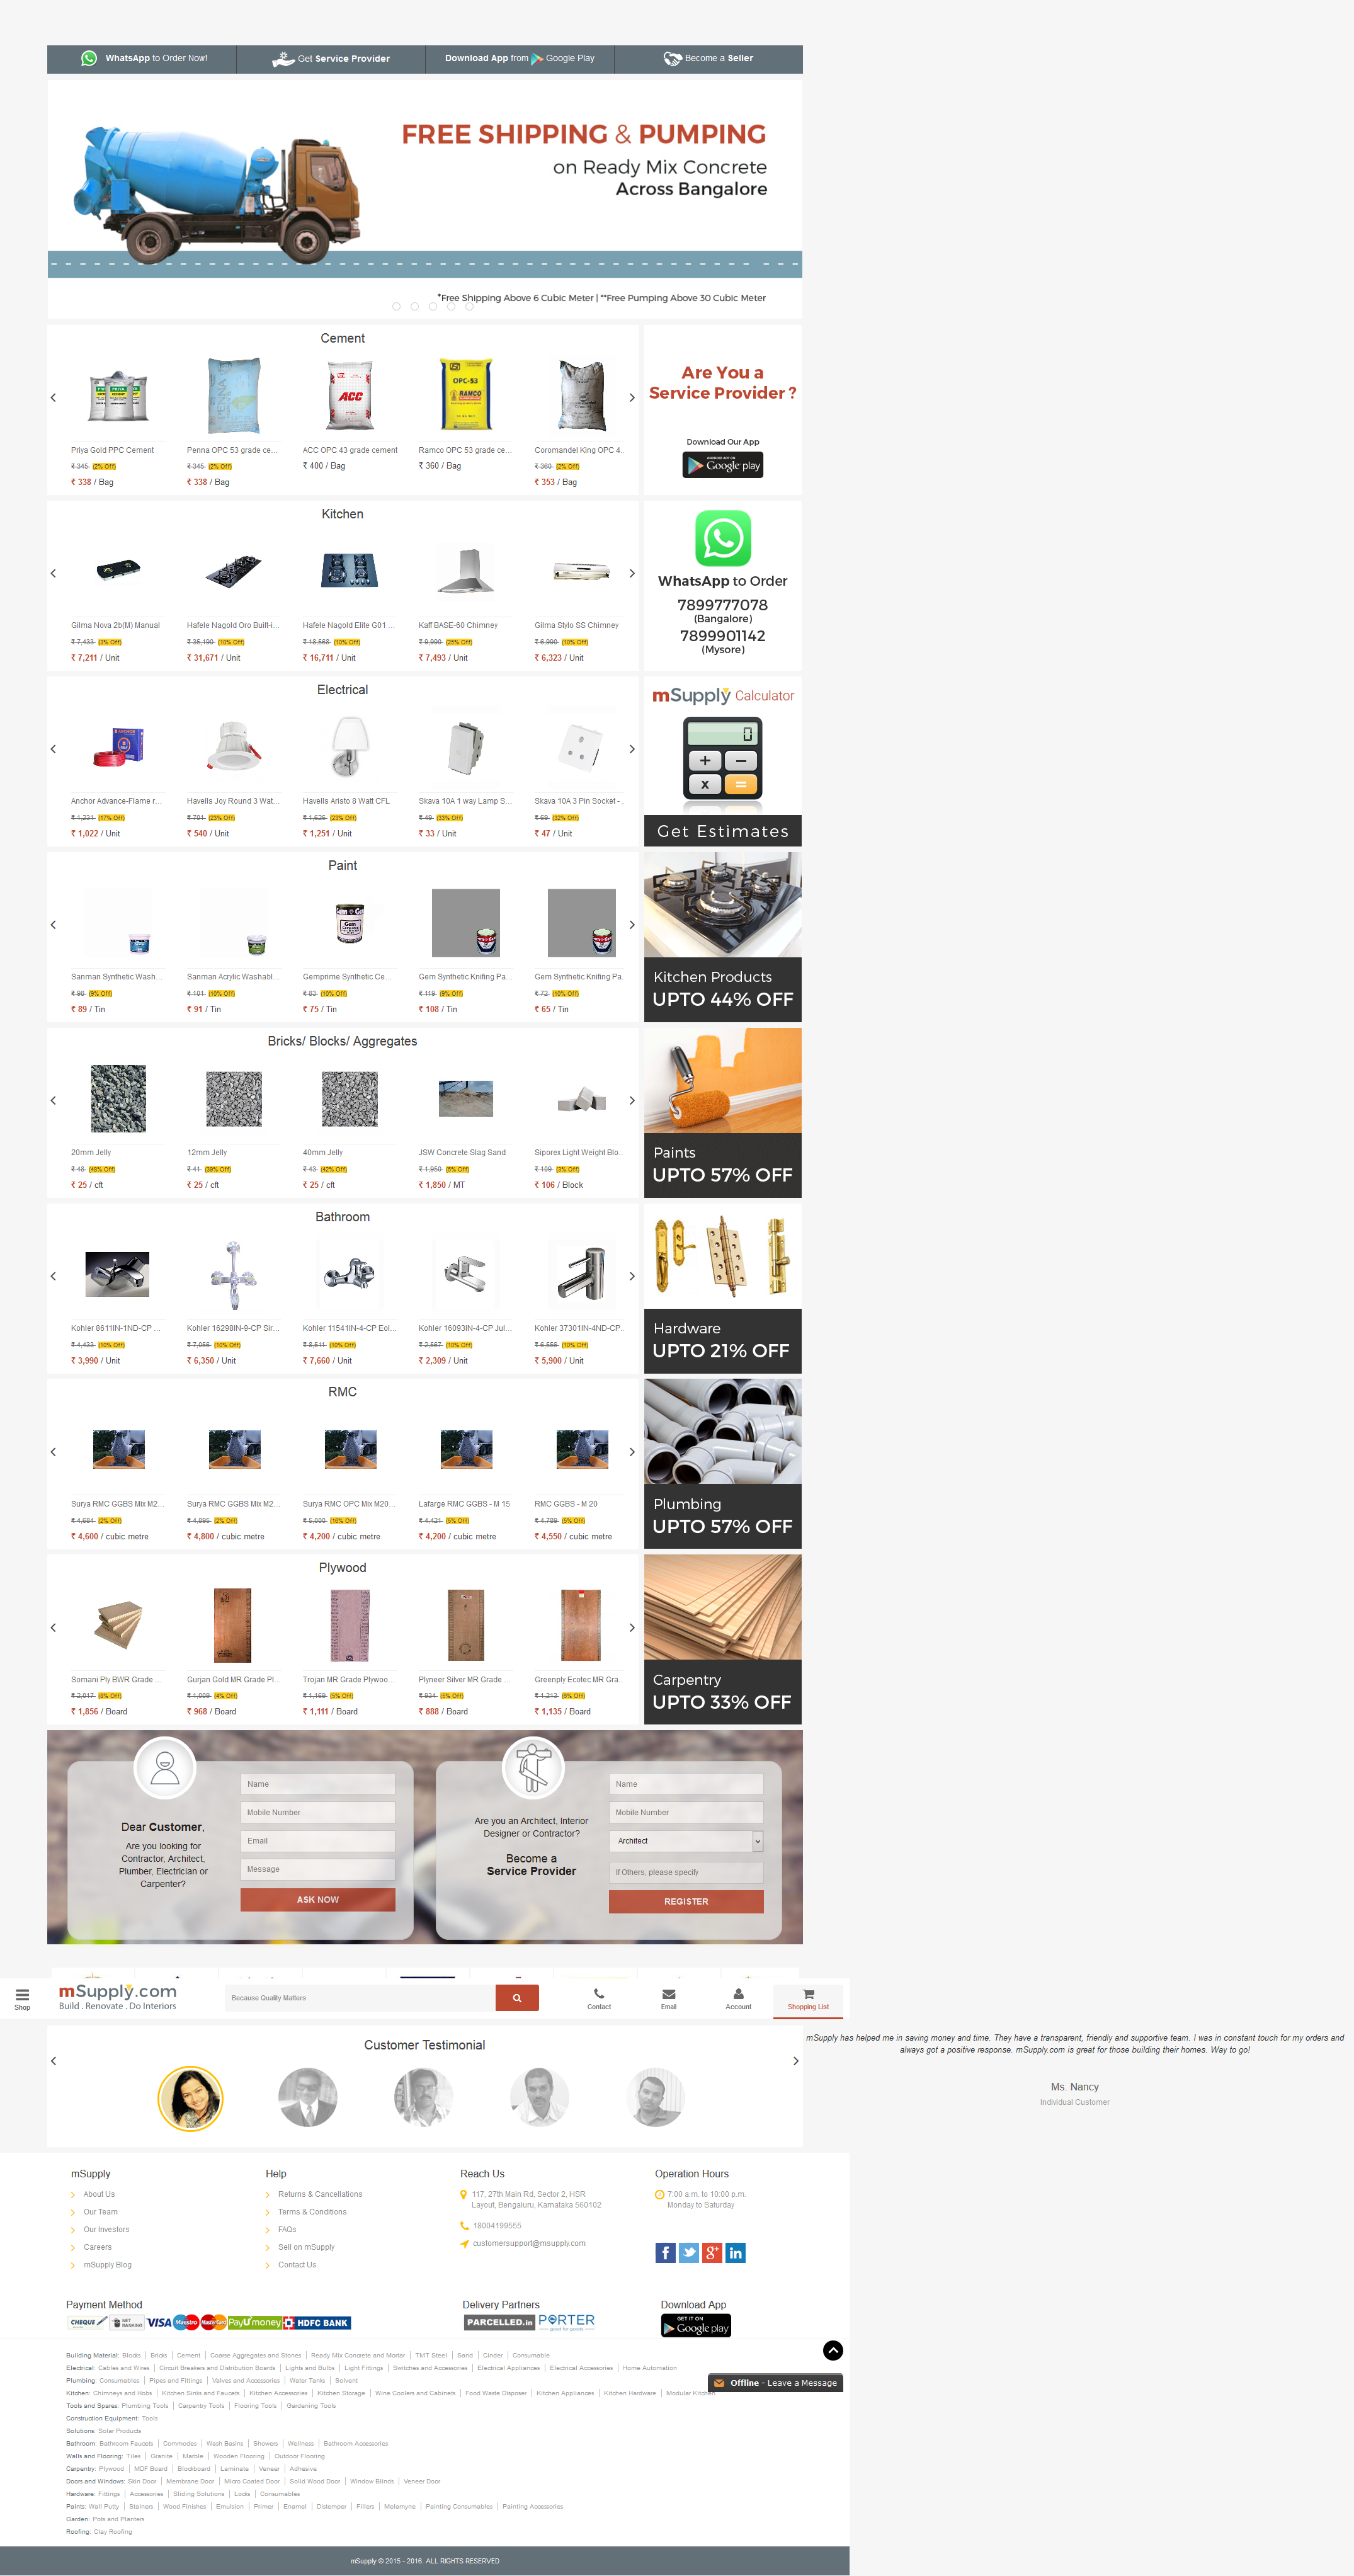 WhatsApp to Order Now!
Get Service Provider
Download App from Google Play
Become a Seller
FREE SHIPPING & PUMPING
on Ready Mix Concrete
Across Bangalore
*Free Shipping Above 6 Cubic Meter | **Free Pumping Above 30 Cubic Meter
Cement
Priya Gold PPC Cement
₹ 345 (2% Off)
₹ 338 / Bag
Penna OPC 53 grade ce...
₹ 345 (2% Off)
₹ 338 / Bag
ACC OPC 43 grade cement
₹ 400 / Bag
Ramco OPC 53 grade ce...
₹ 360 / Bag
Coromandel King OPC 4..
₹ 360 (2% Off)
₹ 353 / Bag
Are You a
Service Provider ?
Download Our App
Google play
Kitchen
Gilma Nova 2b(M) Manual
₹ 7,433 (3% Off)
₹ 7,211 / Unit
Hafele Nagold Oro Built-i...
₹ 35,190 (10% Off)
₹ 31,671 / Unit
Hafele Nagold Elite G01 ...
₹ 18,568 (10% Off)
₹ 16,711 / Unit
Kaff BASE-60 Chimney
₹ 9,990 (25% Off)
₹ 7,493 / Unit
Gilma Stylo SS Chimney
₹ 6,990 (10% Off)
₹ 6,323 / Unit
WhatsApp to Order
7899777078
(Bangalore)
7899901142
(Mysore)
Electrical
Anchor Advance-Flame r...
₹ 1,231 (17% Off)
₹ 1,022 / Unit
Havells Joy Round 3 Wat...
₹ 701 (23% Off)
₹ 540 / Unit
Havells Aristo 8 Watt CFL
₹ 1,626 (23% Off)
₹ 1,251 / Unit
Skava 10A 1 way Lamp S...
₹ 49 (33% Off)
₹ 33 / Unit
Skava 10A 3 Pin Socket - .
₹ 69 (32% Off)
₹ 47 / Unit
mSupply Calculator
Get Estimates
Paint
Sanman Synthetic Wash...
₹ 98 (9% Off)
₹ 89 / Tin
Sanman Acrylic Washabl...
₹ 101 (10% Off)
₹ 91 / Tin
Gemprime Synthetic Ce...
₹ 83 (10% Off)
₹ 75 / Tin
Gem Synthetic Knifing Pa...
₹ 119 (9% Off)
₹ 108 / Tin
Gem Synthetic Knifing Pa..
₹ 72 (10% Off)
₹ 65 / Tin
Kitchen Products
UPTO 44% OFF
Bricks/ Blocks/ Aggregates
20mm Jelly
₹ 48 (48% Off)
₹ 25 / cft
12mm Jelly
₹ 41 (39% Off)
₹ 25 / cft
40mm Jelly
₹ 43 (42% Off)
₹ 25 / cft
JSW Concrete Slag Sand
₹ 1,950 (5% Off)
₹ 1,850 / MT
Siporex Light Weight Blo..
₹ 109 (3% Off)
₹ 106 / Block
Paints
UPTO 57% OFF
Bathroom
Kohler 8611IN-1ND-CP ...
₹ 4,433 (10% Off)
₹ 3,990 / Unit
Kohler 16298IN-9-CP Sir...
₹ 7,056 (10% Off)
₹ 6,350 / Unit
Kohler 11541IN-4-CP Eol...
₹ 8,511 (10% Off)
₹ 7,660 / Unit
Kohler 16093IN-4-CP Jul...
₹ 2,567 (10% Off)
₹ 2,309 / Unit
Kohler 37301IN-4ND-CP..
₹ 6,556 (10% Off)
₹ 5,900 / Unit
Hardware
UPTO 21% OFF
RMC
Surya RMC GGBS Mix M2...
₹ 4,684 (2% Off)
₹ 4,600 / cubic metre
Surya RMC GGBS Mix M2...
₹ 4,895 (2% Off)
₹ 4,800 / cubic metre
Surya RMC OPC Mix M20...
₹ 5,000 (16% Off)
₹ 4,200 / cubic metre
Lafarge RMC GGBS - M 15
₹ 4,421 (5% Off)
₹ 4,200 / cubic metre
RMC GGBS - M 20
₹ 4,789 (5% Off)
₹ 4,550 / cubic metre
Plumbing
UPTO 57% OFF
Plywood
Somani Ply BWR Grade ...
₹ 2,017 (8% Off)
₹ 1,856 / Board
Gurjan Gold MR Grade Pl...
₹ 1,009 (4% Off)
₹ 968 / Board
Trojan MR Grade Plywoo...
₹ 1,169 (5% Off)
₹ 1,111 / Board
Plyneer Silver MR Grade ...
₹ 934 (5% Off)
₹ 888 / Board
Greenply Ecotec MR Gra..
₹ 1,213 (6% Off)
₹ 1,135 / Board
Carpentry
UPTO 33% OFF
Dear Customer,
Are you looking for
Contractor, Architect,
Plumber, Electrician or
Carpenter?
Name
Mobile Number
Email
Message
ASK NOW
Are you an Architect, Interior
Designer or Contractor?
Become a
Service Provider
Name
Mobile Number
Architect
If Others, please specify
REGISTER
Shop
mSupply.com
Build . Renovate . Do Interiors
Because Quality Matters
Contact
Email
Account
Shopping List
Customer Testimonial
mSupply has helped me in saving money and time. They have a transparent, friendly and supportive team. I was in constant touch for my orders and
always got a positive response. mSupply.com is great for those building their homes. Way to go!
Ms. Nancy
Individual Customer
mSupply
About Us
Our Team
Our Investors
Careers
mSupply Blog
Help
Returns & Cancellations
Terms & Conditions
FAQs
Sell on mSupply
Contact Us
Reach Us
117, 27th Main Rd, Sector 2, HSR
Layout, Bengaluru, Karnataka 560102
18004199555
customersupport@msupply.com
Operation Hours
7:00 a.m. to 10:00 p.m.
Monday to Saturday
Payment Method
CHEQUE NET BANKING VISA Maestro MasterCard PayUmoney HDFC BANK
Delivery Partners
PARCELLED.in PORTER
Download App
GET IT ON
Google play
Building Material: Blocks | Bricks | Cement | Coarse Aggregates and Stones | Ready Mix Concrete and Mortar | TMT Steel | Sand | Cinder | Consumable
Electrical: Cables and Wires | Circuit Breakers and Distribution Boards | Lights and Bulbs | Light Fittings | Switches and Accessories | Electrical Appliances | Electrical Accessories | Home Automation
Plumbing: Consumables | Pipes and Fittings | Valves and Accessories | Water Tanks | Solvent
Kitchen: Chimneys and Hobs | Kitchen Sinks and Faucets | Kitchen Accessories | Kitchen Storage | Wine Coolers and Cabinets | Food Waste Disposer | Kitchen Appliances | Kitchen Hardware | Modular Kitchen
Offline - Leave a Message
Tools and Spares: Plumbing Tools | Carpentry Tools | Flooring Tools | Gardening Tools
Construction Equipment: Tools
Solutions: Solar Products
Bathroom: Bathroom Faucets | Commodes | Wash Basins | Showers | Wellness | Bathroom Accessories
Walls and Flooring: Tiles | Granite | Marble | Wooden Flooring | Outdoor Flooring
Carpentry: Plywood | MDF Board | Blockboard | Laminate | Veneer | Adhesive
Doors and Windows: Skin Door | Membrane Door | Micro Coated Door | Solid Wood Door | Window Blinds | Veneer Door
Hardware: Fittings | Accessories | Sliding Solutions | Locks | Consumables
Paints: Wall Putty | Stainers | Wood Finishes | Emulsion | Primer | Enamel | Distemper | Fillers | Melamyne | Painting Consumables | Painting Accessories
Garden: Pots and Planters
Roofing: Clay Roofing
mSupply © 2015 - 2016. ALL RIGHTS RESERVED